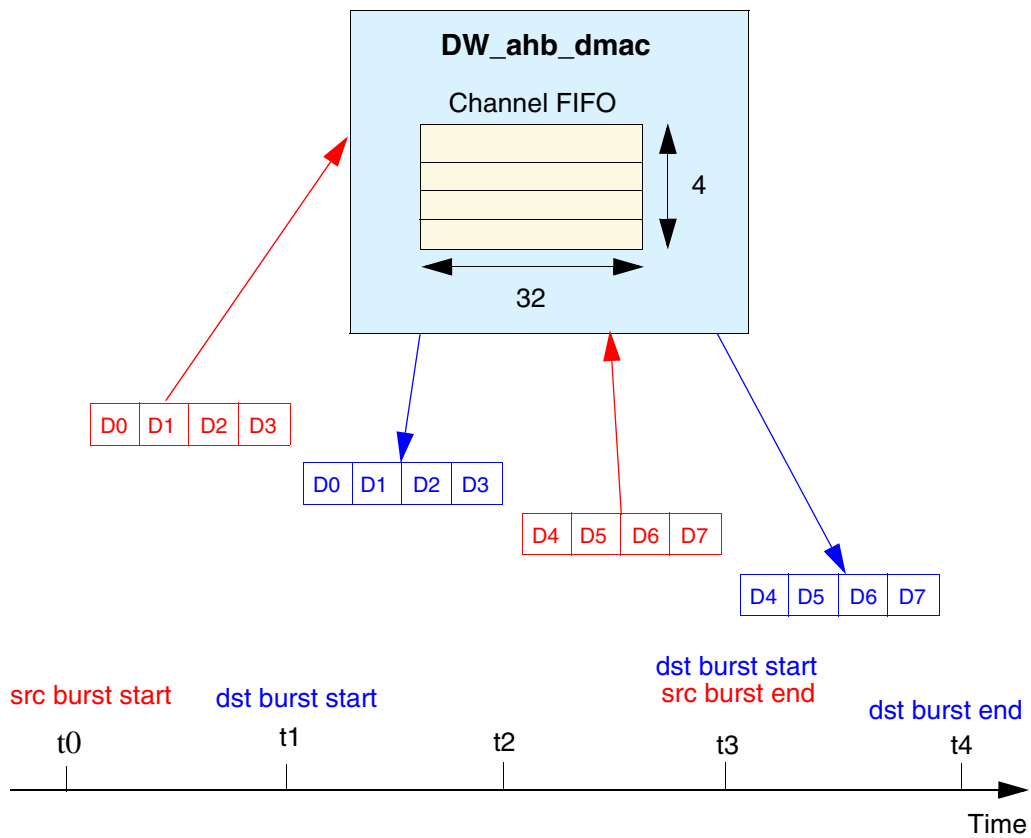 DW_ahb_dmac
Channel FIFO
4
32
D0 D1 D2 D3
D0 D1 D2 D3
D4 D5 D6 D7
D4 D5 D6 D7
src burst start
dst burst start
dst burst start
src burst end
dst burst end
t0 t1 t2 t3 t4
Time